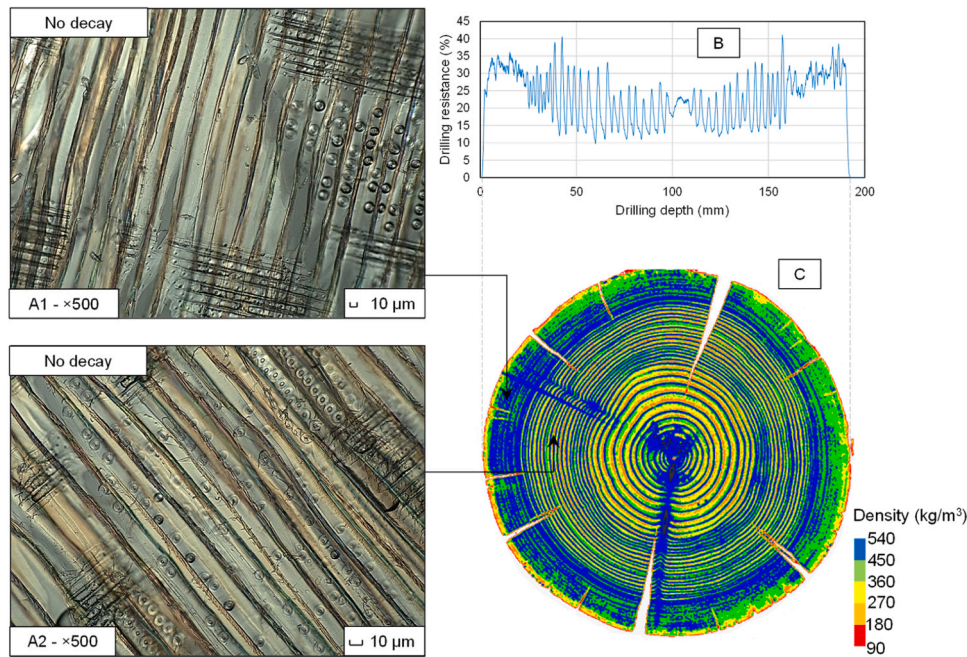 No decay
A1 - ×500
10 µm
No decay
A2 - ×500
10 µm
B
Drilling resistance (%)
45
40
35
30
25
20
15
10
5
0
0
50
100
150
200
Drilling depth (mm)
C
Density (kg/m³)
540
450
360
270
180
90